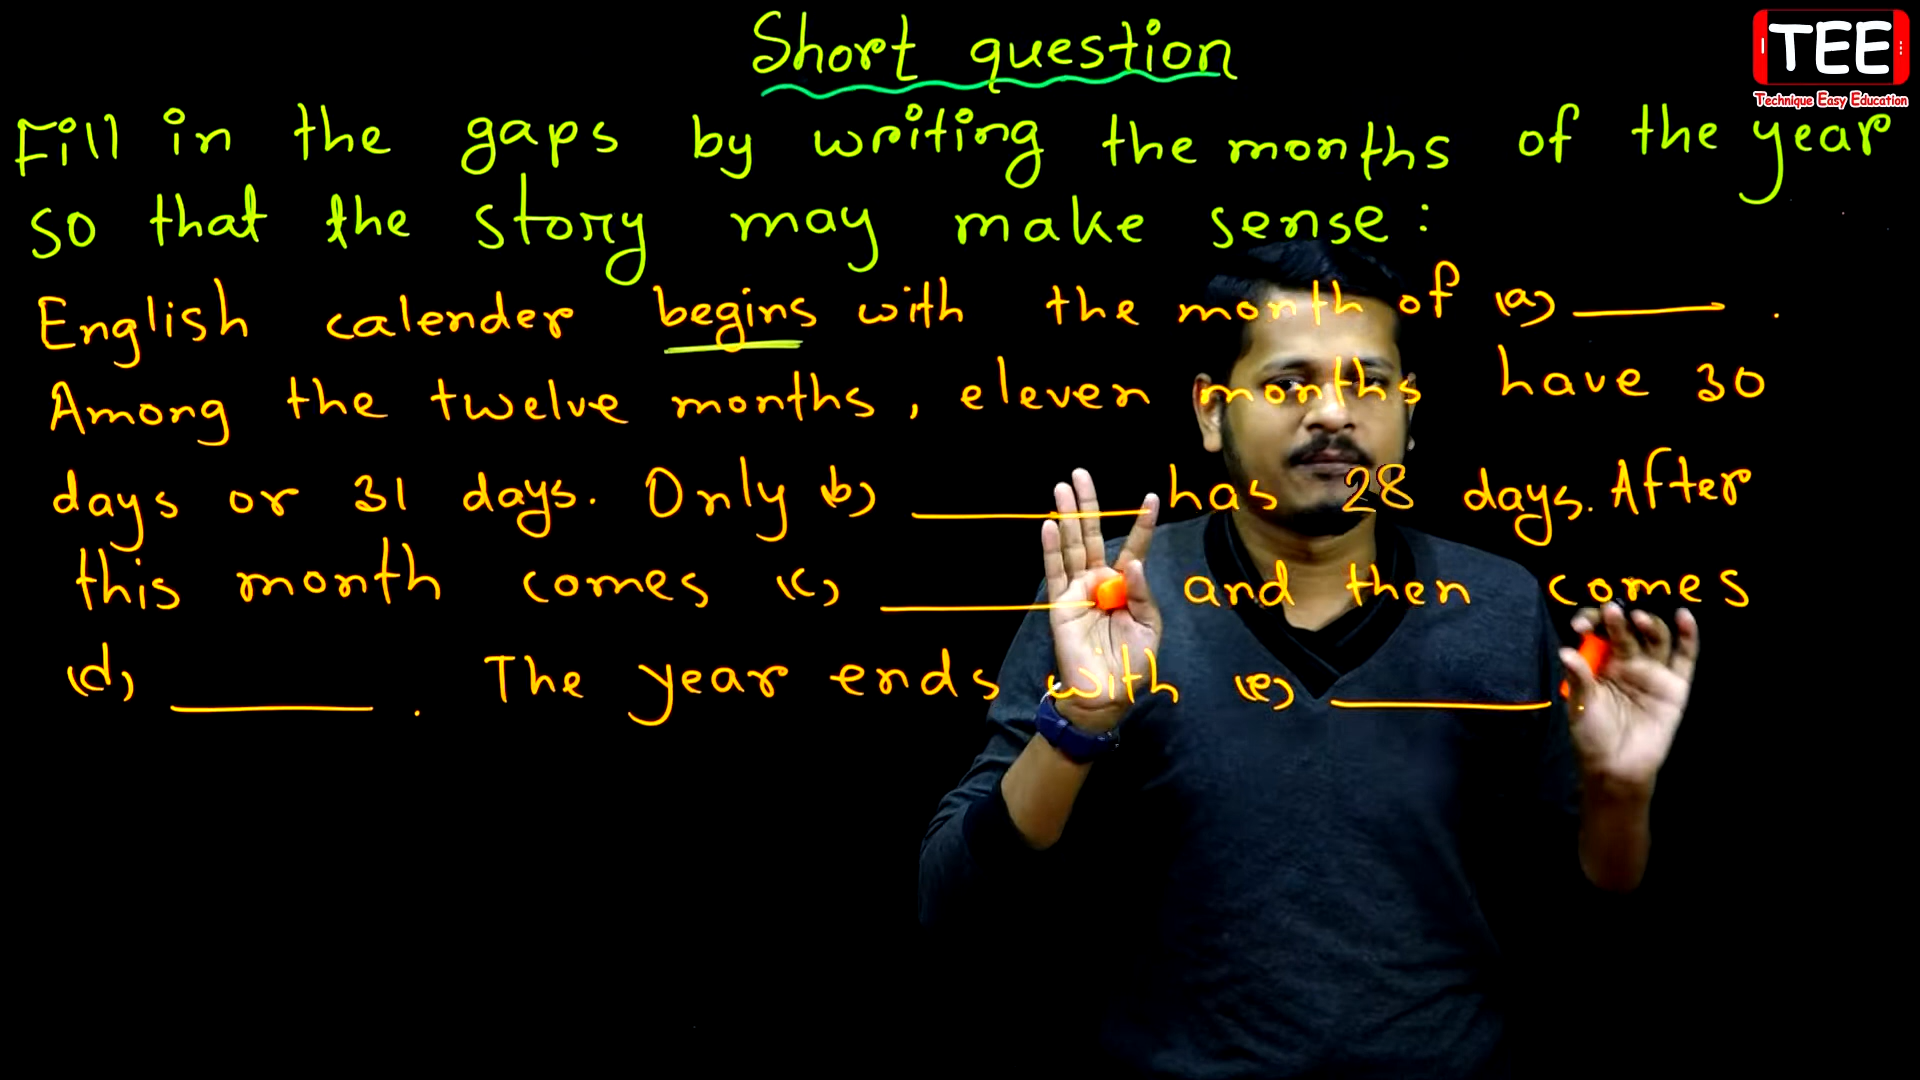 Short question
TEE
Technique Easy Education
Fill in the gaps by writing the months of the year
so that the story may make sense:
English calender begins with the month of (a) ______ .
Among the twelve months, eleven months have 30
days or 31 days. Only (b) ______ has 28 days. After
this month comes (c) ______ and then comes
(d) ______ . The year ends with (e) ______ .